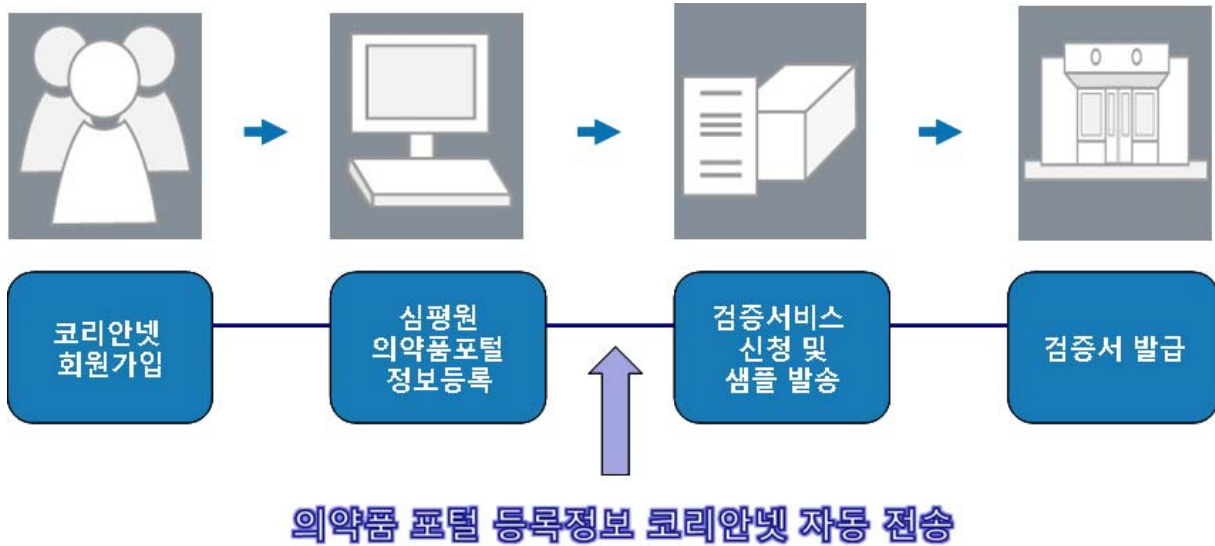 코리안넷
회원가입
심평원
의약품포털
정보등록
검증서비스
신청 및
샘플 발송
검증서 발급
의약품 포털 등록정보 코리안넷 자동 전송